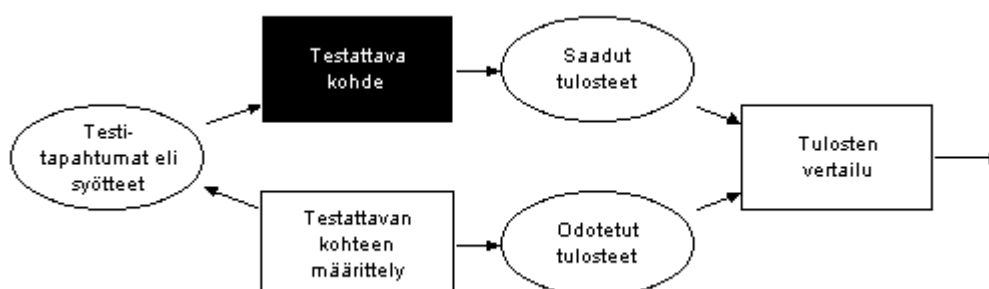 Testattava
kohde
Saadut
tulosteet
Testi-
tapahtumat eli
syötteet
Tulosten
vertailu
Testattavan
kohteen
määrittely
Odotetut
tulosteet